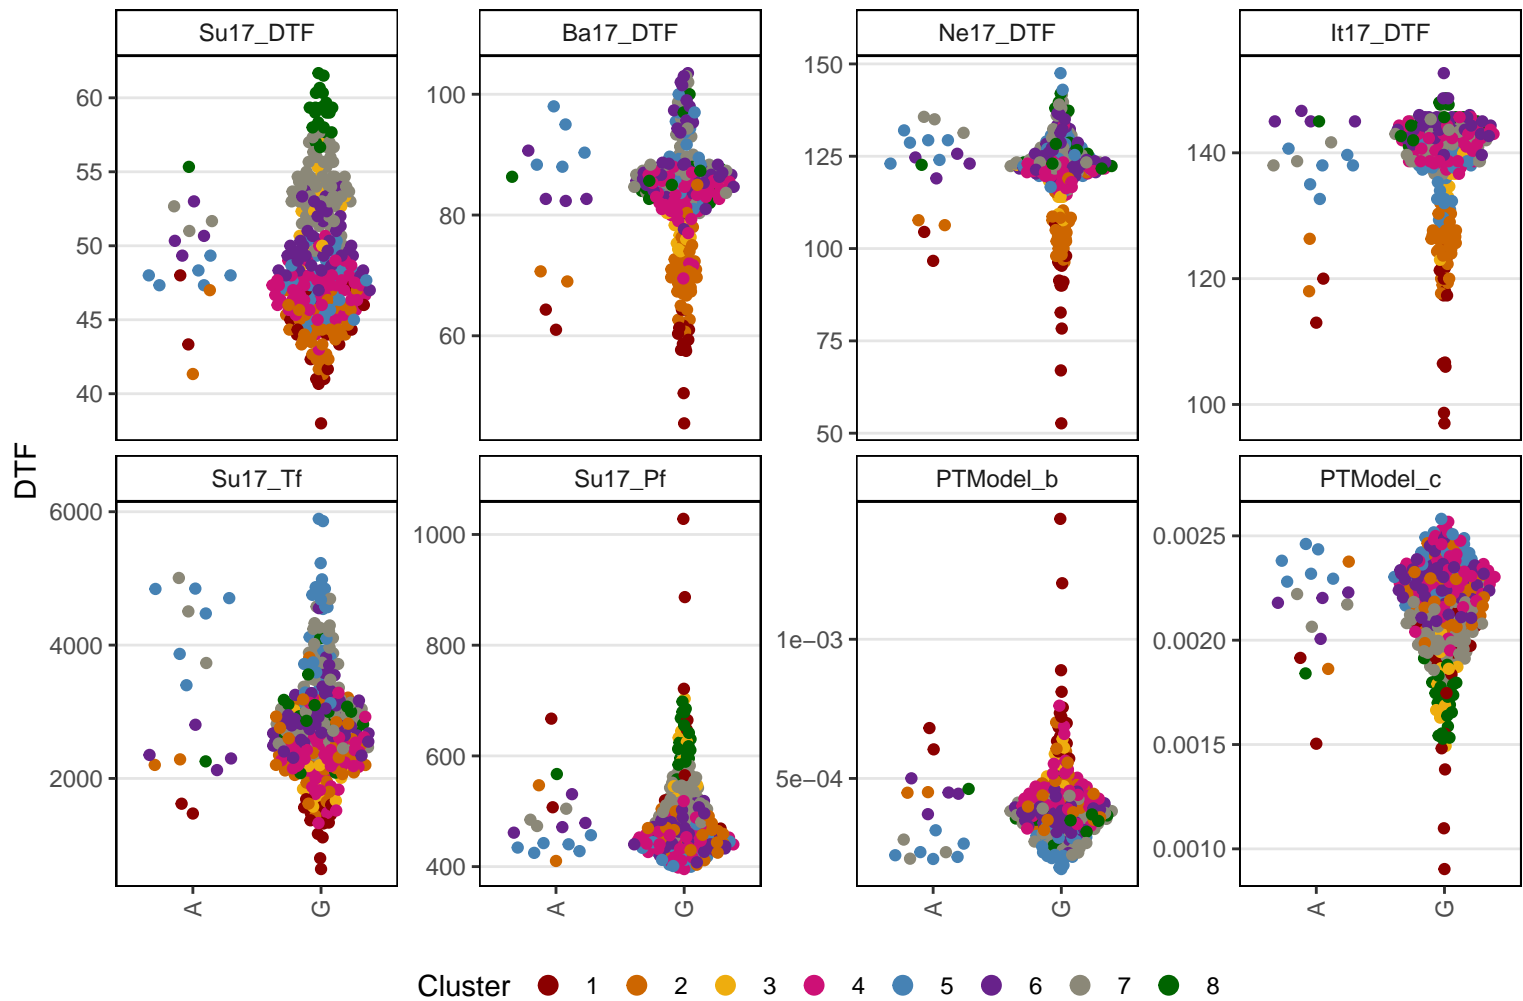 Su17_DTF Ba17_DTF Ne17_DTF It17_DTF
60 55 50 45 40
100 80 60
150 125 100 75 50
140 120 100
DTF
Su17_Tf Su17_Pf PTModel_b PTModel_c
6000 4000 2000
1000 800 600 400
1e−03 5e−04
0.0025 0.0020 0.0015 0.0010
A G A G A G A G
Cluster 1 2 3 4 5 6 7 8